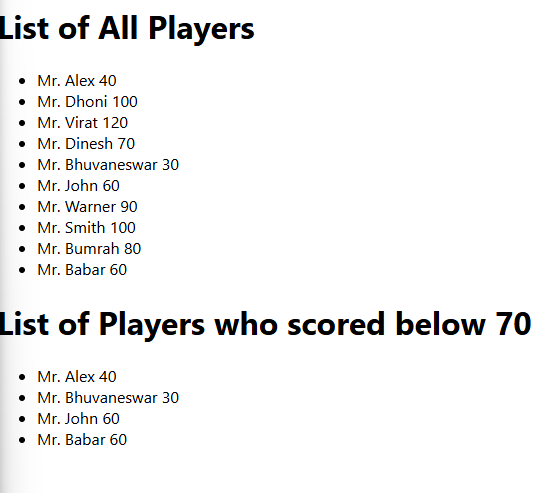 List of All Players
Mr. Alex 40
Mr. Dhoni 100
Mr. Virat 120
Mr. Dinesh 70
Mr. Bhuvaneswar 30
Mr. John 60
Mr. Warner 90
Mr. Smith 100
Mr. Bumrah 80
Mr. Babar 60
List of Players who scored below 70
Mr. Alex 40
Mr. Bhuvaneswar 30
Mr. John 60
Mr. Babar 60